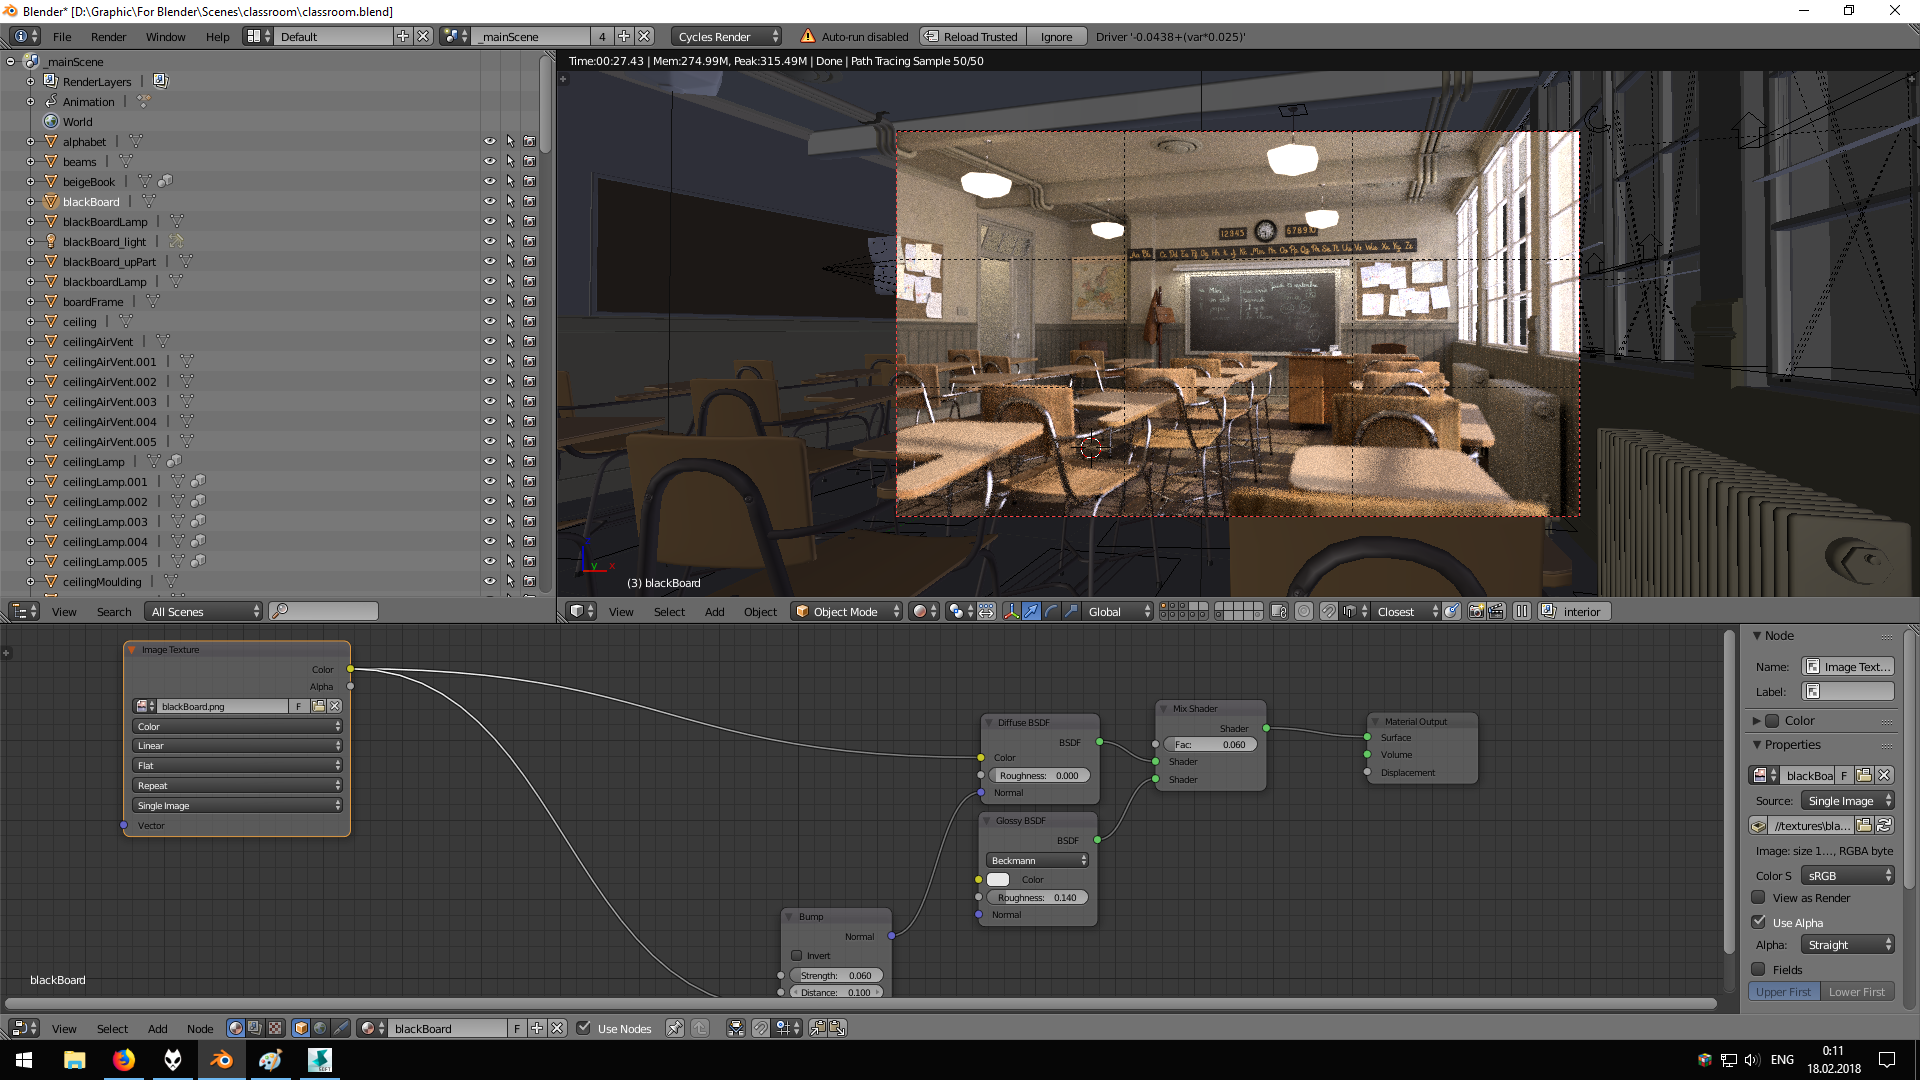 Blender* [D:\Graphic\For Blender\Scenes\classroom\classroom.blend]
File Render Window Help Default _mainScene 4 Cycles Render Auto-run disabled Reload Trusted Ignore Driver '-0.0438+(var*0.025)'
_mainScene
RenderLayers
Animation
World
alphabet
beams
beigeBook
blackBoard
blackBoardLamp
blackBoard_light
blackBoard_upPart
blackboardLamp
boardFrame
ceiling
ceilingAirVent
ceilingAirVent.001
ceilingAirVent.002
ceilingAirVent.003
ceilingAirVent.004
ceilingAirVent.005
ceilingLamp
ceilingLamp.001
ceilingLamp.002
ceilingLamp.003
ceilingLamp.004
ceilingLamp.005
ceilingMoulding
View Search All Scenes
Time:00:27.43 | Mem:274.99M, Peak:315.49M | Done | Path Tracing Sample 50/50
12345
y x
(3) blackBoard
View Select Add Object Object Mode Global Closest interior
Image Texture
Color
Alpha
blackBoard.png F
Color
Linear
Flat
Repeat
Single Image
Vector
Diffuse BSDF
BSDF
Color
Roughness: 0.000
Normal
Glossy BSDF
BSDF
Beckmann
Color
Roughness: 0.140
Normal
Mix Shader
Shader
Fac: 0.060
Shader
Shader
Material Output
Surface
Volume
Displacement
Bump
Normal
Invert
Strength: 0.060
Distance: 0.100
blackBoard
Node
Name: Image Text...
Label:
Color
Properties
blackBoa F
Source: Single Image
//textures\bla...
Image: size 1..., RGBA byte
Color S sRGB
View as Render
Use Alpha
Alpha: Straight
Fields
Upper First Lower First
View Select Add Node blackBoard F Use Nodes
SOFT
ENG
0:11
18.02.2018